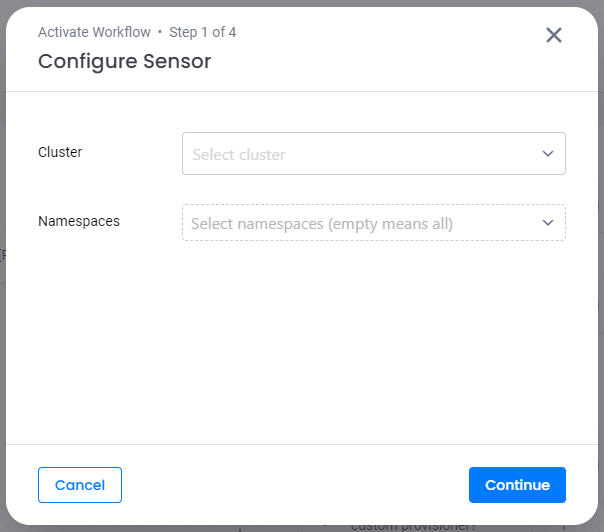 Activate Workflow • Step 1 of 4
Configure Sensor
Cluster
Select cluster
Namespaces
Select namespaces (empty means all)
Cancel
Continue
custom provisioner?